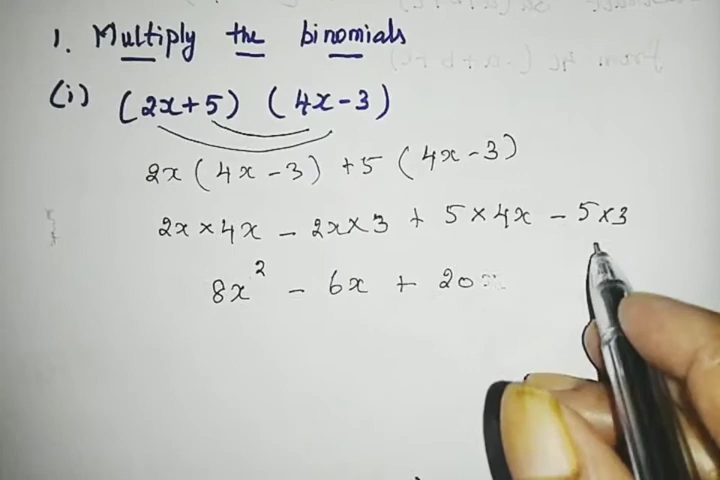 1. Multiply the binomials
(i) (2x+5) (4x-3)
2x(4x-3)+5(4x-3)
2x×4x - 2x×3 + 5×4x - 5×3
8x² - 6x + 20x